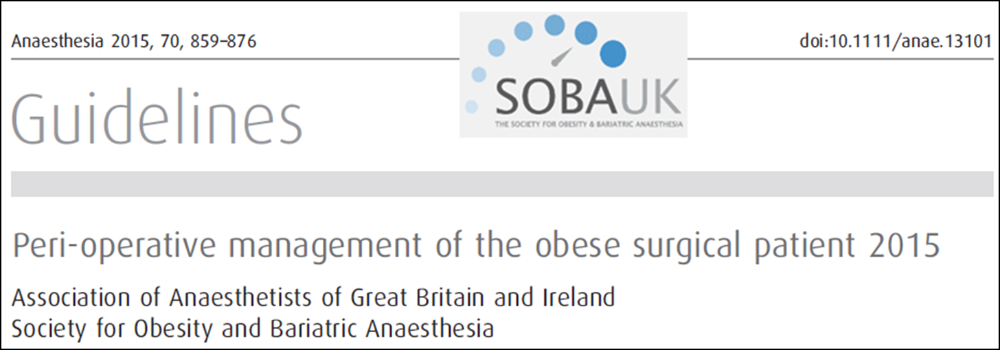 Anaesthesia 2015, 70, 859–876
doi:10.1111/anae.13101
SOBAUK
THE SOCIETY FOR OBESITY & BARIATRIC ANAESTHESIA
Guidelines
Peri-operative management of the obese surgical patient 2015
Association of Anaesthetists of Great Britain and Ireland
Society for Obesity and Bariatric Anaesthesia